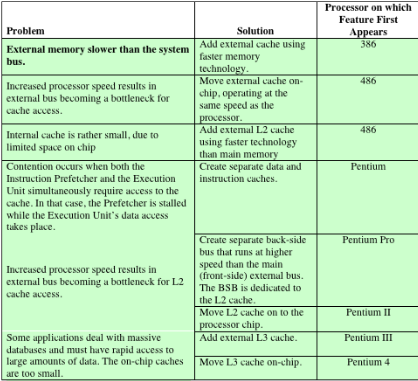 Problem
Solution
Processor on which
Feature First
Appears
External memory slower than the system
bus.
Add external cache using
faster memory
technology.
386
Increased processor speed results in
external bus becoming a bottleneck for
cache access.
Move external cache on-
chip, operating at the
same speed as the
processor.
486
Internal cache is rather small, due to
limited space on chip
Add external L2 cache
using faster technology
than main memory
486
Contention occurs when both the
Instruction Prefetcher and the Execution
Unit simultaneously require access to the
cache. In that case, the Prefetcher is stalled
while the Execution Unit's data access
takes place.
Create separate data and
instruction caches.
Pentium
Increased processor speed results in
external bus becoming a bottleneck for L2
cache access.
Create separate back-side
bus that runs at higher
speed than the main
(front-side) external bus.
The BSB is dedicated to
the L2 cache.
Pentium Pro
Move L2 cache on to the
processor chip.
Pentium II
Some applications deal with massive
databases and must have rapid access to
large amounts of data. The on-chip caches
are too small.
Add external L3 cache.
Pentium III
Move L3 cache on-chip.
Pentium 4